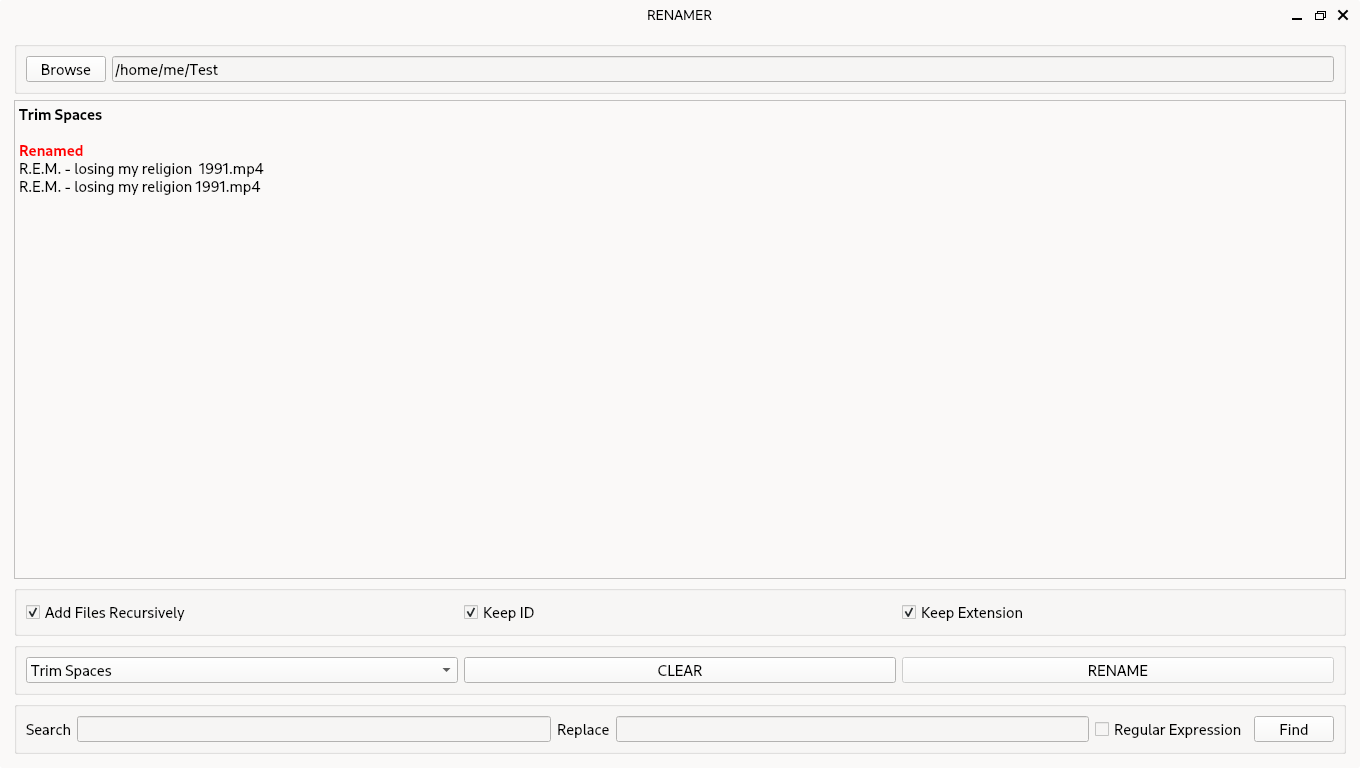 RENAMER
Browse /home/me/Test
Trim Spaces
Renamed
R.E.M. - losing my religion  1991.mp4
R.E.M. - losing my religion 1991.mp4
Add Files Recursively Keep ID Keep Extension
Trim Spaces CLEAR RENAME
Search Replace Regular Expression Find